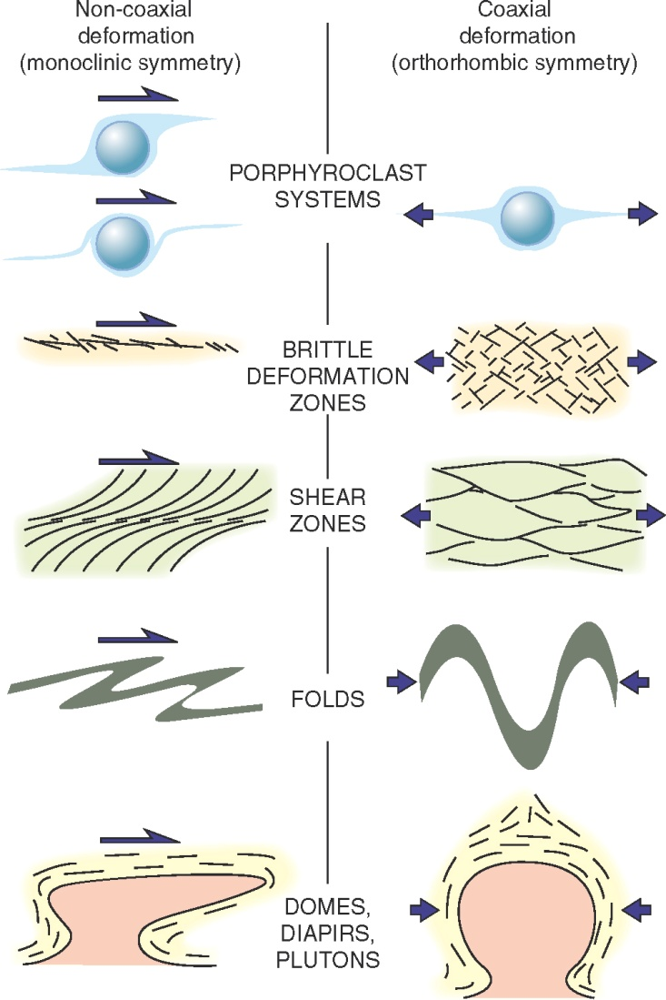 Non-coaxial
deformation
(monoclinic symmetry)
Coaxial
deformation
(orthorhombic symmetry)
PORPHYROCLAST
SYSTEMS
BRITTLE
DEFORMATION
ZONES
SHEAR
ZONES
FOLDS
DOMES,
DIAPIRS,
PLUTONS